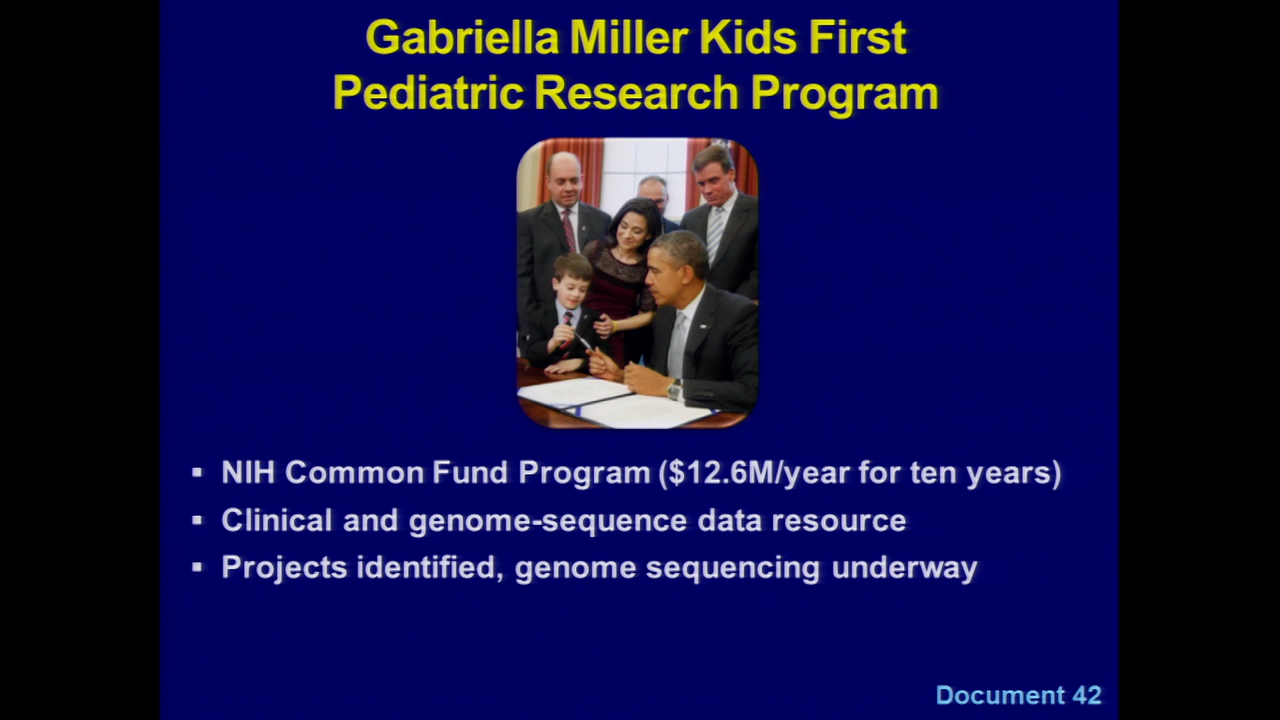 Gabriella Miller Kids First
Pediatric Research Program
▪ NIH Common Fund Program ($12.6M/year for ten years)
▪ Clinical and genome-sequence data resource
▪ Projects identified, genome sequencing underway
Document 42